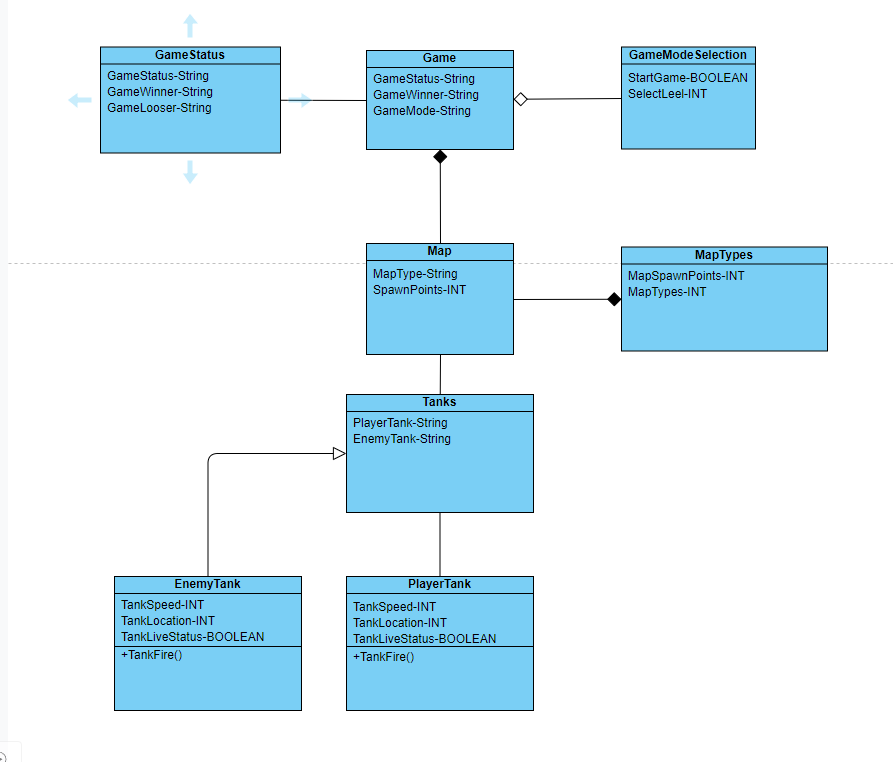 GameStatus
GameStatus-String
GameWinner-String
GameLooser-String
Game
GameStatus-String
GameWinner-String
GameMode-String
GameModeSelection
StartGame-BOOLEAN
SelectLeel-INT
Map
MapType-String
SpawnPoints-INT
MapTypes
MapSpawnPoints-INT
MapTypes-INT
Tanks
PlayerTank-String
EnemyTank-String
EnemyTank
TankSpeed-INT
TankLocation-INT
TankLiveStatus-BOOLEAN
+TankFire()
PlayerTank
TankSpeed-INT
TankLocation-INT
TankLiveStatus-BOOLEAN
+TankFire()